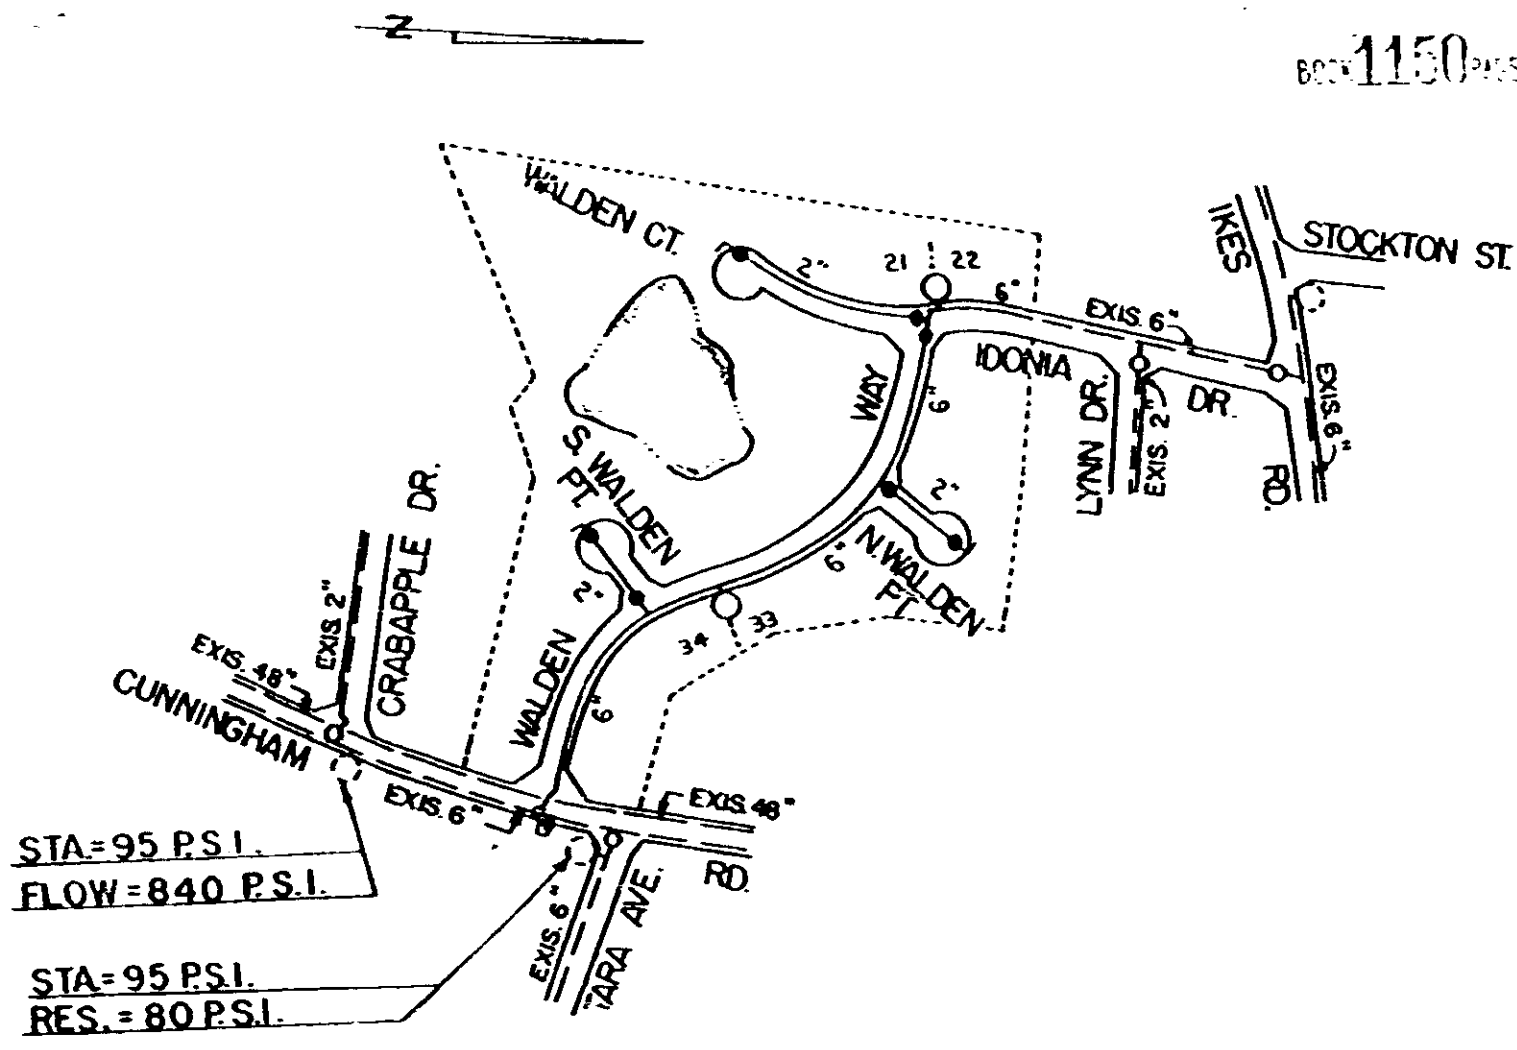 Z
BOOK 1150 PAGE
WALDEN CT.
2"
21
22
6"
EXIS. 6"
IKES
STOCKTON ST.
IDONIA
DR.
LYNN DR.
EXIS. 2"
EXIS. 6"
RD.
WAY
6"
2"
N. WALDEN
PT.
6"
S. WALDEN
PT.
2"
34
33
WALDEN
6"
CRABAPPLE DR.
EXIS. 2"
EXIS. 48"
CUNNINGHAM
EXIS. 6"
EXIS. 48"
RD.
EXIS. 6"
TARA AVE.
STA.=95 P.S.I.
FLOW=840 P.S.I.
STA=95 P.S.I.
RES.=80 P.S.I.